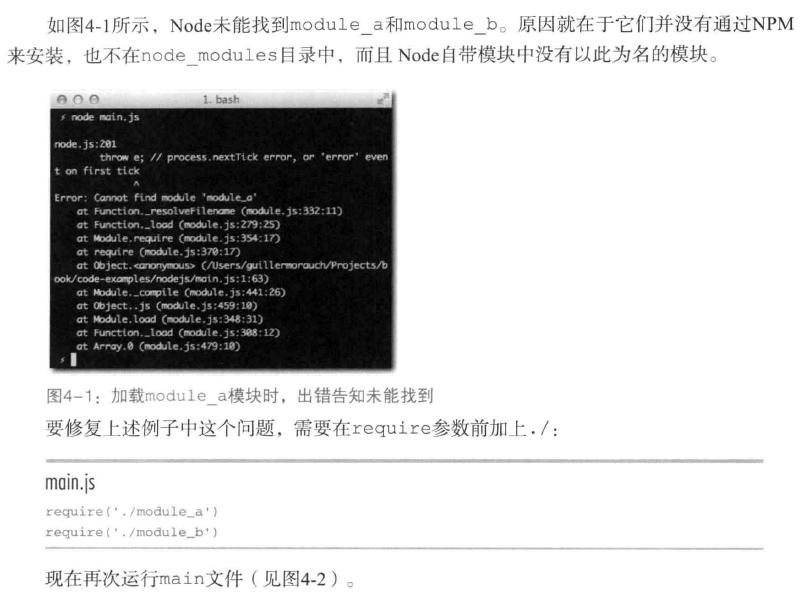 如图4-1所示，Node未能找到module_a和module_b。原因就在于它们并没有通过NPM
来安装，也不在node_modules目录中，而且 Node自带模块中没有以此为名的模块。
1. bash
⚡ node main.js
node.js:201
throw e; // process.nextTick error, or 'error' even
t on first tick
^
Error: Cannot find module 'module_a'
at Function._resolveFilename (module.js:332:11)
at Function._load (module.js:279:25)
at Module.require (module.js:354:17)
at require (module.js:370:17)
at Object.<anonymous> (/Users/guillermorauch/Projects/b
ook/code-examples/nodejs/main.js:1:63)
at Module._compile (module.js:441:26)
at Object..js (module.js:459:10)
at Module.load (module.js:348:31)
at Function._load (module.js:308:12)
at Array.0 (module.js:479:10)
⚡
图4-1：加载module_a模块时，出错告知未能找到
要修复上述例子中这个问题，需要在require参数前加上./：
main.js
require('./module_a')
require('./module_b')
现在再次运行main文件（见图4-2）。